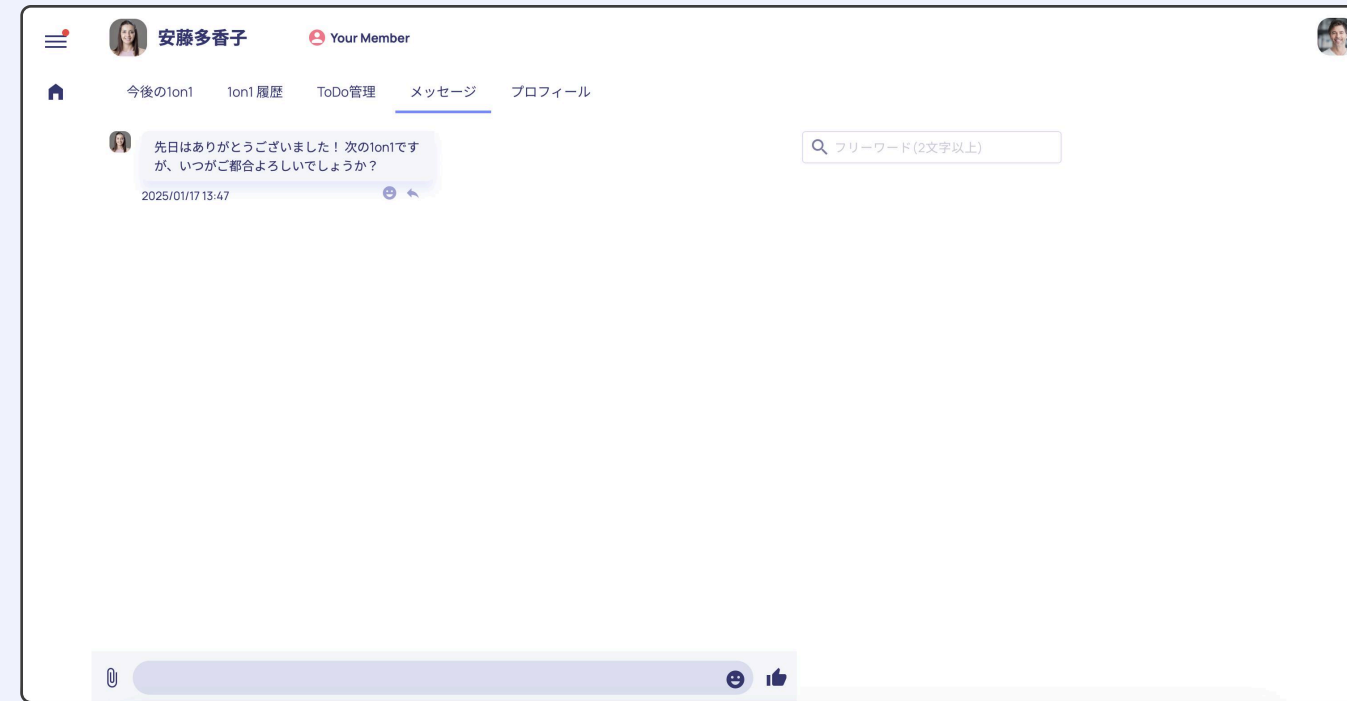 安藤多香子
Your Member
今後の1on1
1on1 履歴
ToDo管理
メッセージ
プロフィール
先日はありがとうございました！ 次の1on1です
が、いつがご都合よろしいでしょうか？
2025/01/17 13:47
フリーワード(2文字以上)